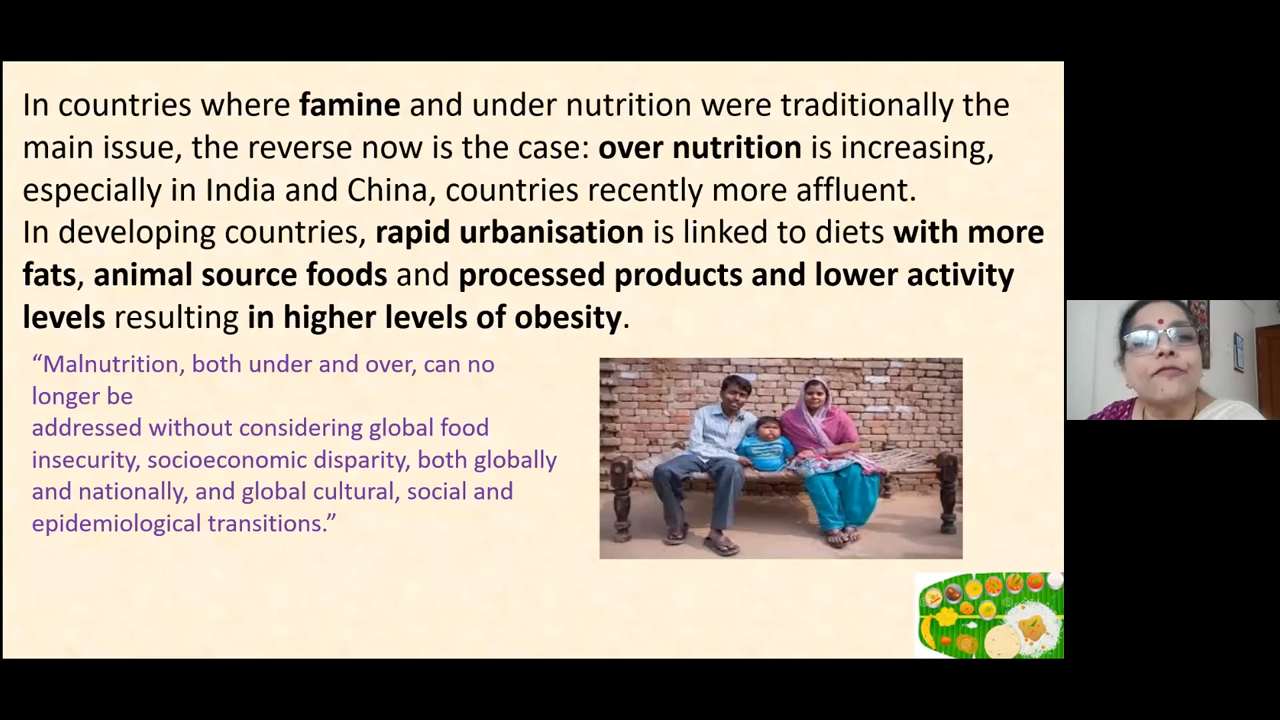 In countries where famine and under nutrition were traditionally the
main issue, the reverse now is the case: over nutrition is increasing,
especially in India and China, countries recently more affluent.
In developing countries, rapid urbanisation is linked to diets with more
fats, animal source foods and processed products and lower activity
levels resulting in higher levels of obesity.
“Malnutrition, both under and over, can no
longer be
addressed without considering global food
insecurity, socioeconomic disparity, both globally
and nationally, and global cultural, social and
epidemiological transitions.”